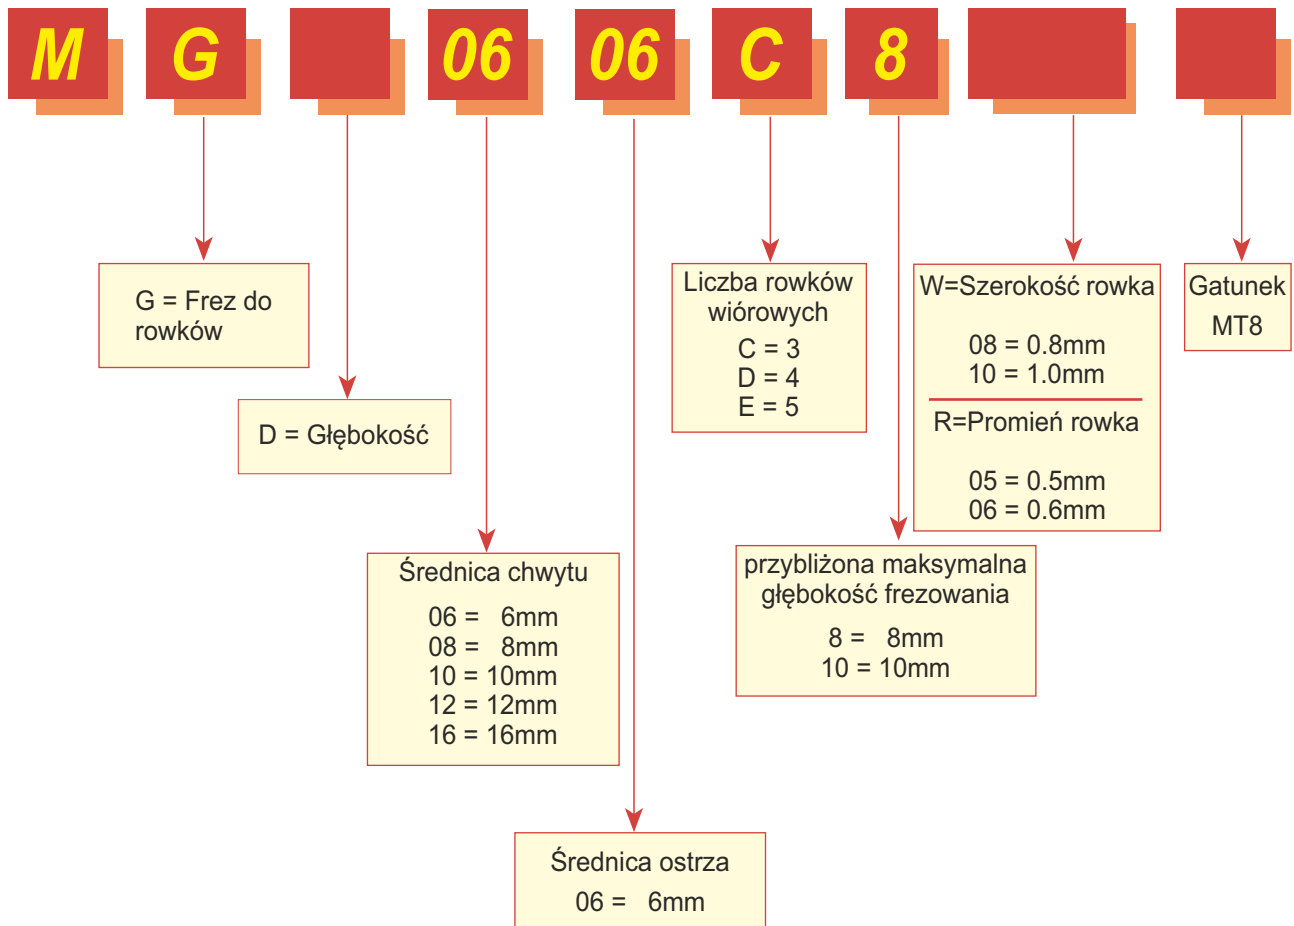 M G 06 06 C 8
G = Frez do
rowków
D = Głębokość
Średnica chwytu
06 = 6mm
08 = 8mm
10 = 10mm
12 = 12mm
16 = 16mm
Średnica ostrza
06 = 6mm
Liczba rowków
wiórowych
C = 3
D = 4
E = 5
przybliżona maksymalna
głębokość frezowania
8 = 8mm
10 = 10mm
W=Szerokość rowka
08 = 0.8mm
10 = 1.0mm
R=Promień rowka
05 = 0.5mm
06 = 0.6mm
Gatunek
MT8